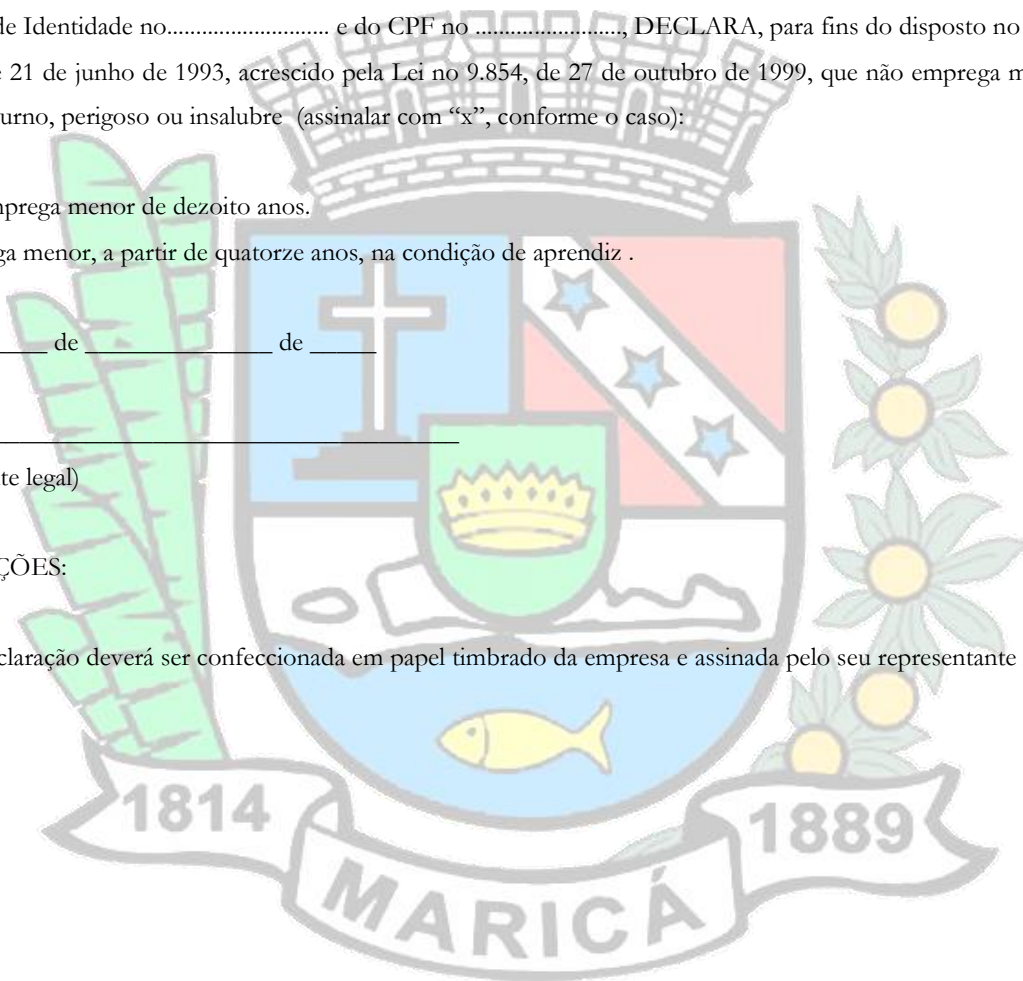 de Identidade no............................ e do CPF no ........................., DECLARA, para fins do disposto no
e 21 de junho de 1993, acrescido pela Lei no 9.854, de 27 de outubro de 1999, que não emprega m
urno, perigoso ou insalubre (assinalar com “x”, conforme o caso):
nprega menor de dezoito anos.
ga menor, a partir de quatorze anos, na condição de aprendiz .
_____ de ______________ de _____
___________________________________
te legal)
ÇÕES:
claração deverá ser confeccionada em papel timbrado da empresa e assinada pelo seu representante
1814
1889
MARICÁ